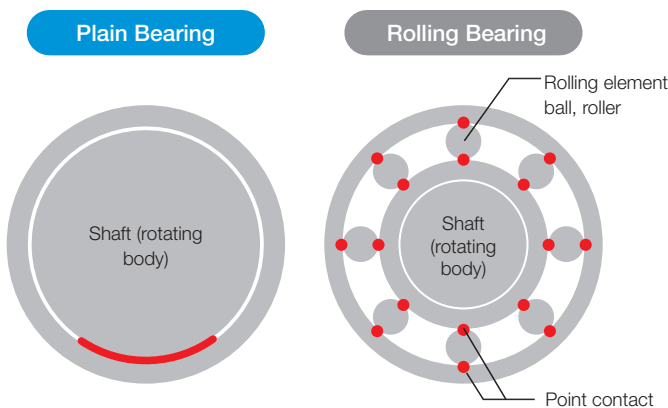 Plain Bearing
Rolling Bearing
Rolling element
ball, roller
Shaft (rotating
body)
Shaft
(rotating
body)
Point contact